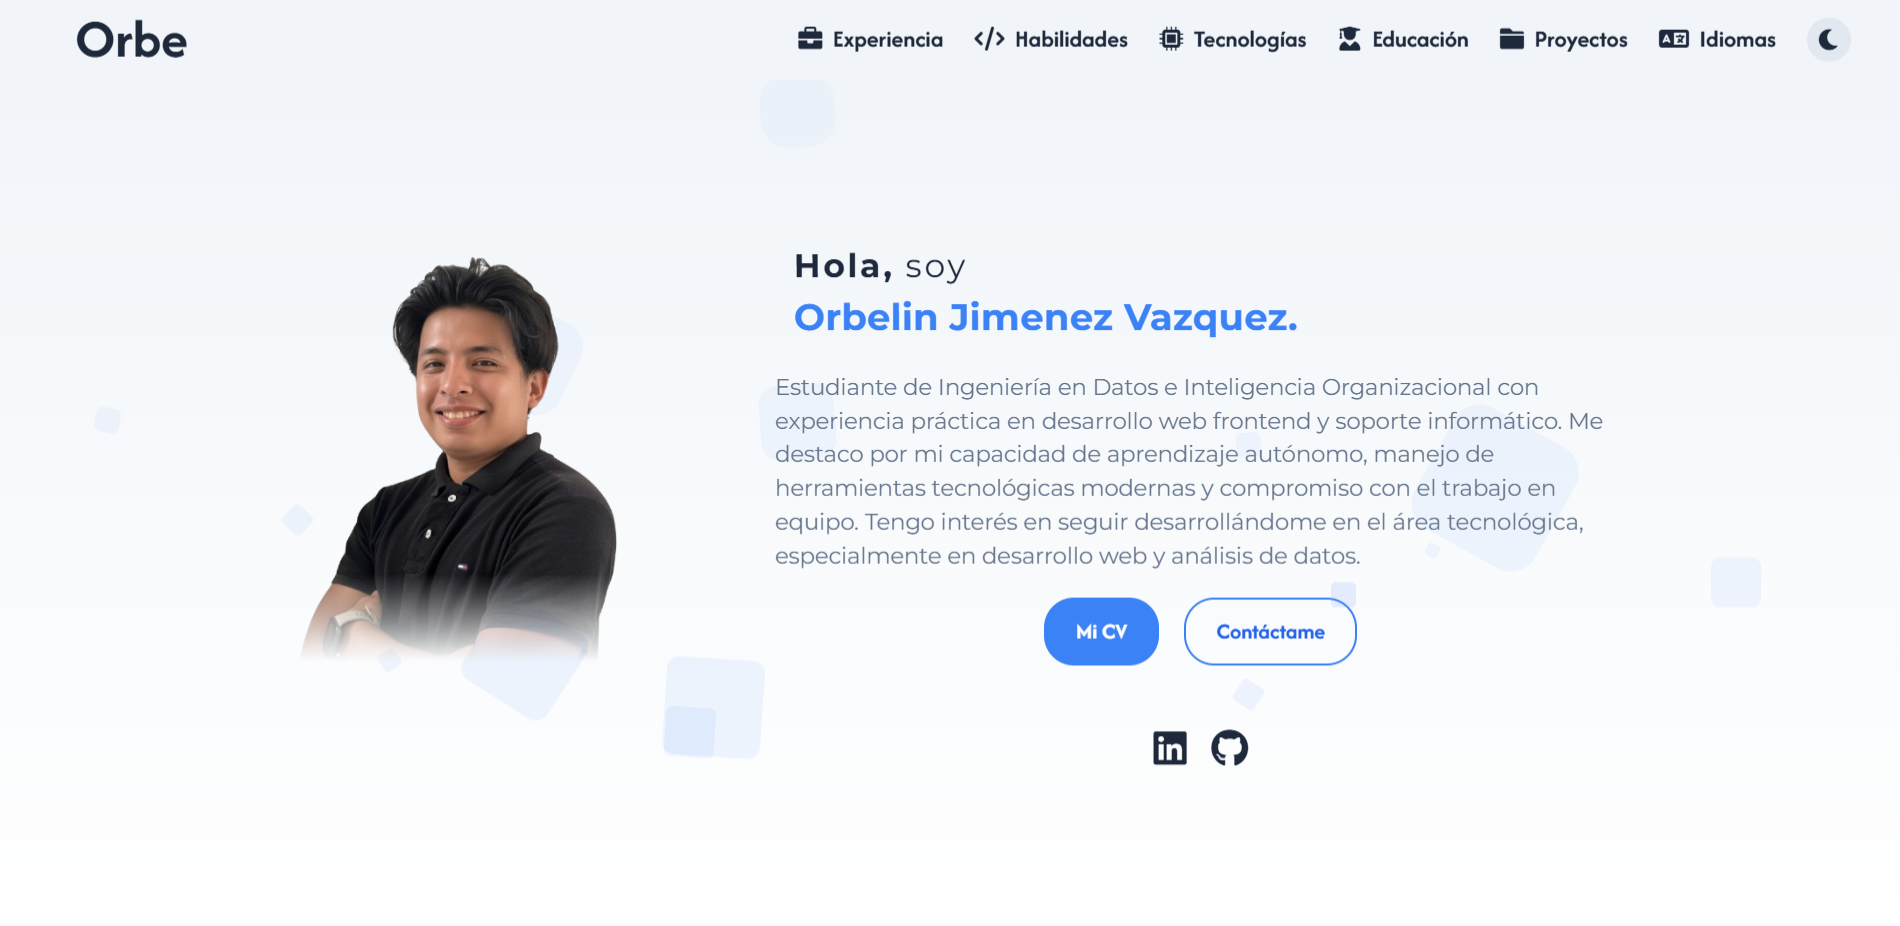 Orbe
Experiencia
Habilidades
Tecnologías
Educación
Proyectos
Idiomas
Hola, soy
Orbelin Jimenez Vazquez.
Estudiante de Ingeniería en Datos e Inteligencia Organizacional con
experiencia práctica en desarrollo web frontend y soporte informático. Me
destaco por mi capacidad de aprendizaje autónomo, manejo de
herramientas tecnológicas modernas y compromiso con el trabajo en
equipo. Tengo interés en seguir desarrollándome en el área tecnológica,
especialmente en desarrollo web y análisis de datos.
Mi CV
Contáctame